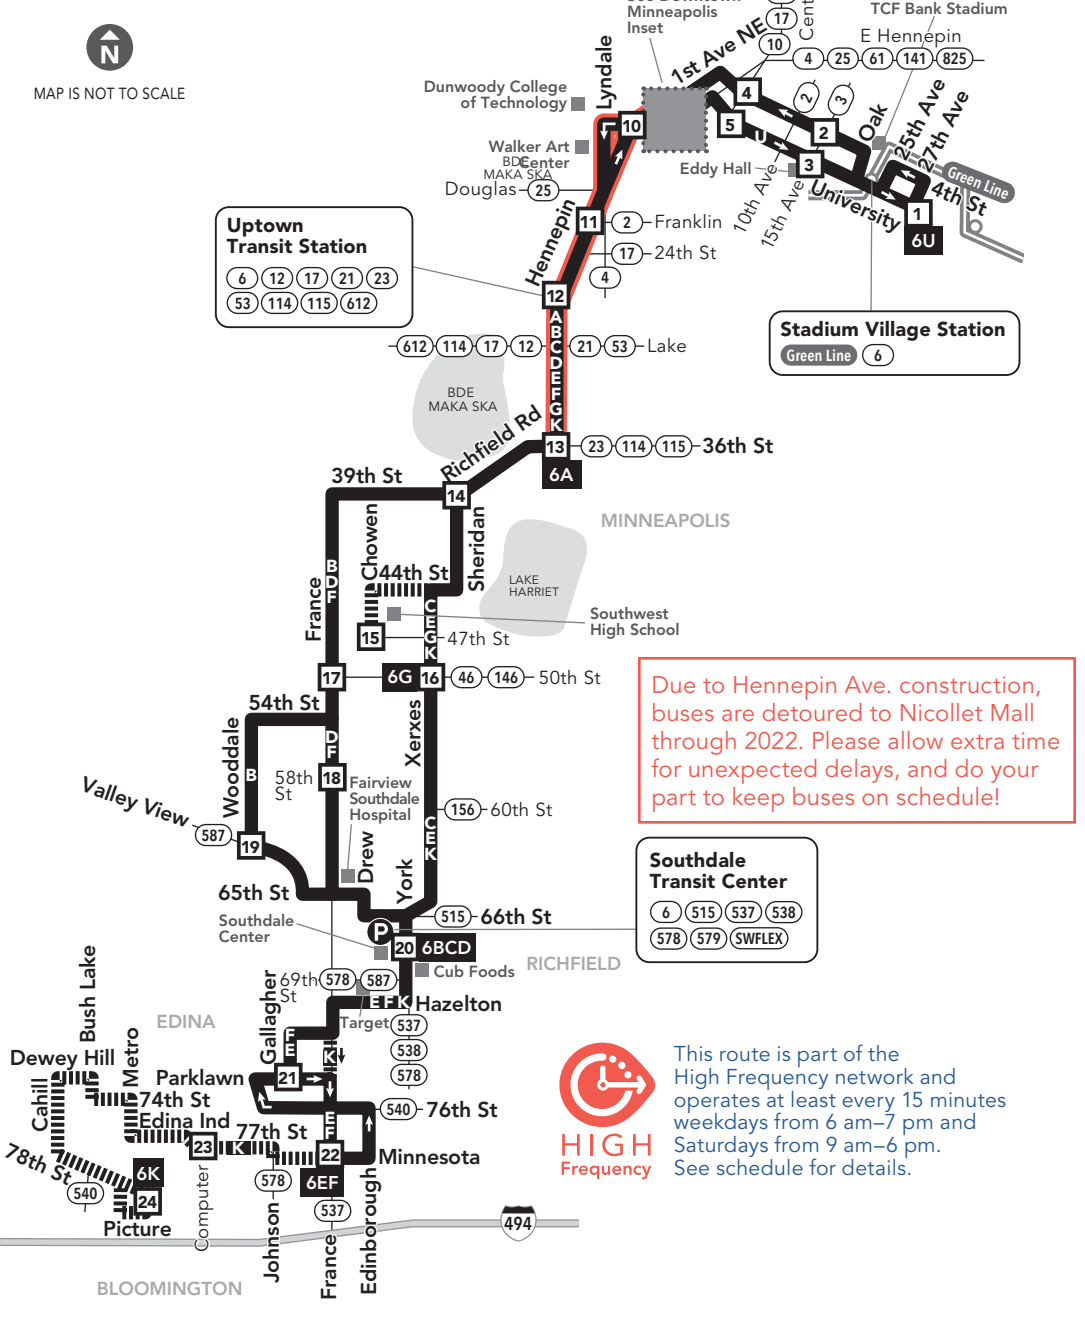 See Downtown
Minneapolis
Inset
N
MAP IS NOT TO SCALE
TCF Bank Stadium
17
10
Cent
E Hennepin
4 25 61 141 825
1st Ave NE
Lyndale
Dunwoody College
of Technology
10
4
5
2
3
2
3
U
Oak
25th Ave
27th Ave
Walker Art
Center
BDE
MAKA SKA
Douglas
25
Eddy Hall
10th Ave
15th Ave
University
4th St
Green Line
1
6U
Uptown
Transit Station
6 12 17 21 23
53 114 115 612
Hennepin
11
2
Franklin
17
24th St
4
12
Stadium Village Station
Green Line 6
A
B
C
D
E
F
G
K
612 114 17 12
21 53
Lake
BDE
MAKA SKA
Richfield Rd
13
23 114 115
36th St
6A
39th St
14
MINNEAPOLIS
Chowen
Sheridan
44th St
LAKE
HARRIET
B
D
F
France
C
E
G
K
Southwest
High School
15
47th St
17
6G
16
46 146
50th St
54th St
Xerxes
Due to Hennepin Ave. construction,
buses are detoured to Nicollet Mall
through 2022. Please allow extra time
for unexpected delays, and do your
part to keep buses on schedule!
Wooddale
D
F
B
58th
St
18
Fairview
Southdale
Hospital
Valley View
587
19
156
60th St
C
E
K
Drew
York
65th St
515
66th St
Southdale
Transit Center
6 515 537 538
578 579 SWFLEX
Southdale
Center
P
20
6BCD
RICHFIELD
Cub Foods
69th
St
578 587
E F K
Hazelton
Target
537
538
578
EDINA
Bush Lake
Gallagher
F
E
K
Dewey Hill
Metro
Parklawn
21
Cahill
74th St
540
76th St
Edina Ind
77th St
E
F
23
K
22
Minnesota
78th St
540
6K
24
Picture
Computer
578
Johnson
6EF
537
France
Edinborough
494
BLOOMINGTON
HIGH
Frequency
This route is part of the
High Frequency network and
operates at least every 15 minutes
weekdays from 6 am–7 pm and
Saturdays from 9 am–6 pm.
See schedule for details.